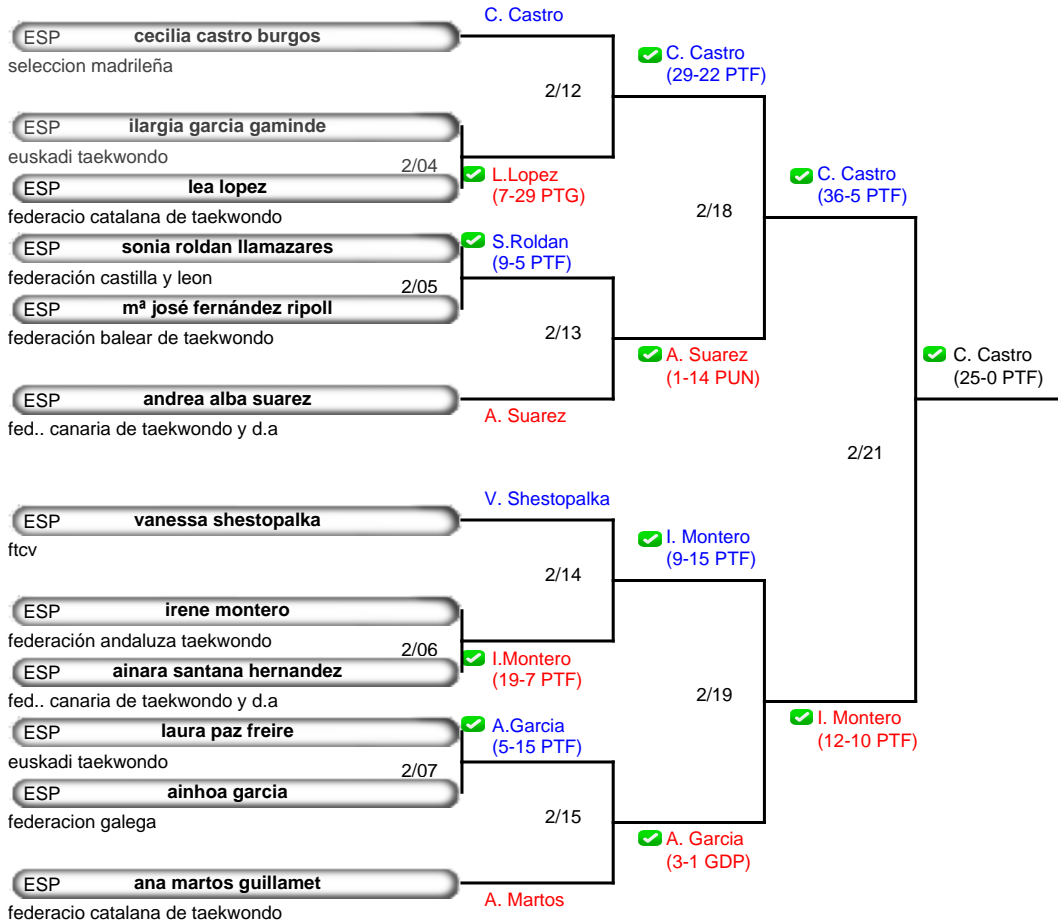 C. Castro
ESP cecilia castro burgos
seleccion madrileña
C. Castro
(29-22 PTF)
2/12
ESP ilargia garcia gaminde
euskadi taekwondo
2/04
ESP lea lopez
L.Lopez
(7-29 PTG)
federacio catalana de taekwondo
C. Castro
(36-5 PTF)
2/18
ESP sonia roldan llamazares
S.Roldan
(9-5 PTF)
federación castilla y leon
2/05
ESP mª josé fernández ripoll
federación balear de taekwondo
2/13
A. Suarez
(1-14 PUN)
C. Castro
(25-0 PTF)
ESP andrea alba suarez
A. Suarez
fed.. canaria de taekwondo y d.a
2/21
V. Shestopalka
ESP vanessa shestopalka
ftcv
I. Montero
(9-15 PTF)
2/14
ESP irene montero
federación andaluza taekwondo
2/06
ESP ainara santana hernandez
I.Montero
(19-7 PTF)
fed.. canaria de taekwondo y d.a
2/19
I. Montero
(12-10 PTF)
ESP laura paz freire
A.Garcia
(5-15 PTF)
euskadi taekwondo
2/07
ESP ainhoa garcia
federacion galega
2/15
A. Garcia
(3-1 GDP)
ESP ana martos guillamet
A. Martos
federacio catalana de taekwondo